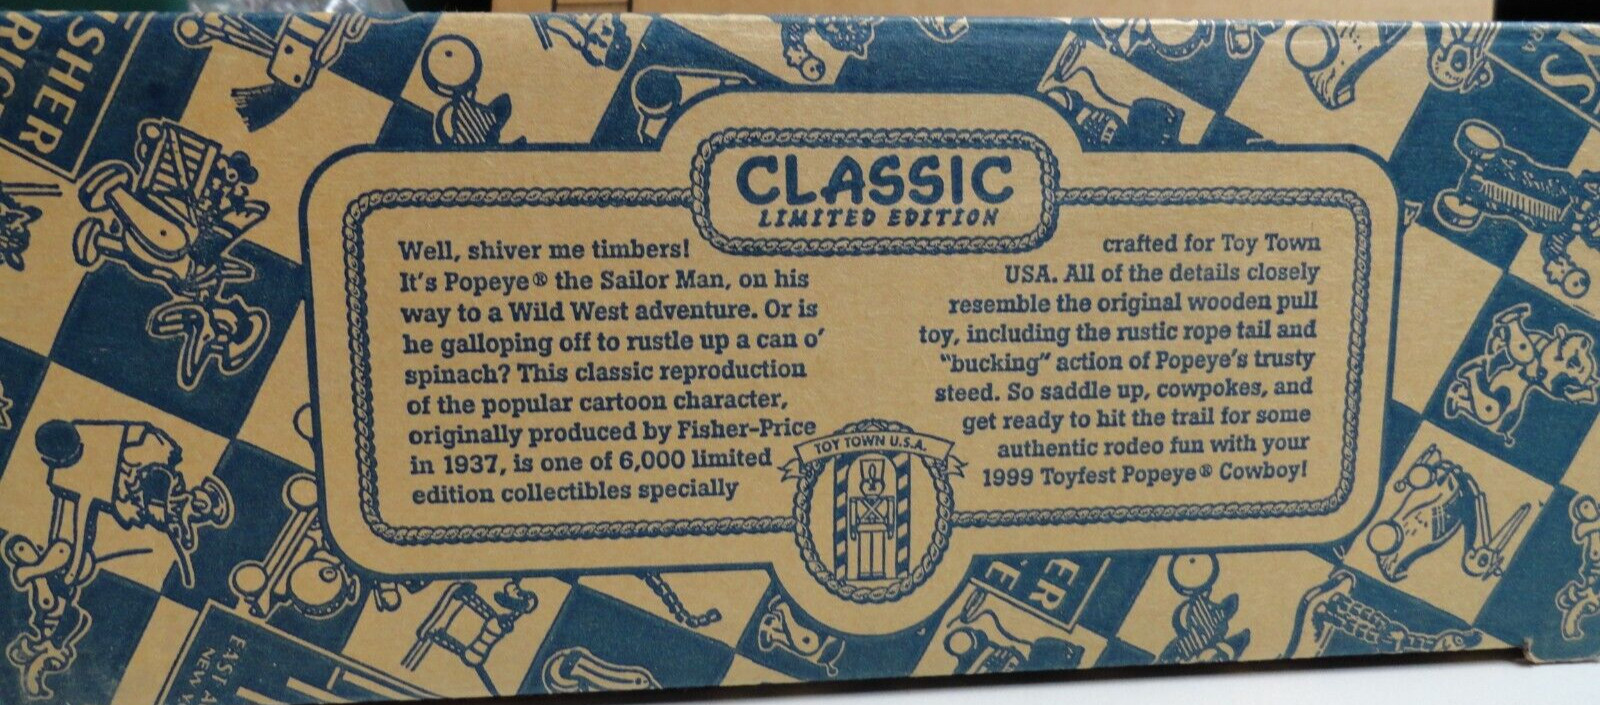 SHER
RICE
CLASSIC
LIMITED EDITION
Well, shiver me timbers!
It's Popeye® the Sailor Man, on his
way to a Wild West adventure. Or is
he galloping off to rustle up a can o'
spinach? This classic reproduction
of the popular cartoon character,
originally produced by Fisher-Price
in 1937, is one of 6,000 limited
edition collectibles specially
crafted for Toy Town
USA. All of the details closely
resemble the original wooden pull
toy, including the rustic rope tail and
"bucking" action of Popeye's trusty
steed. So saddle up, cowpokes, and
get ready to hit the trail for some
authentic rodeo fun with your
1999 Toyfest Popeye® Cowboy!
TOY TOWN U.S.A.
ER
E
EAST A
NEW Y